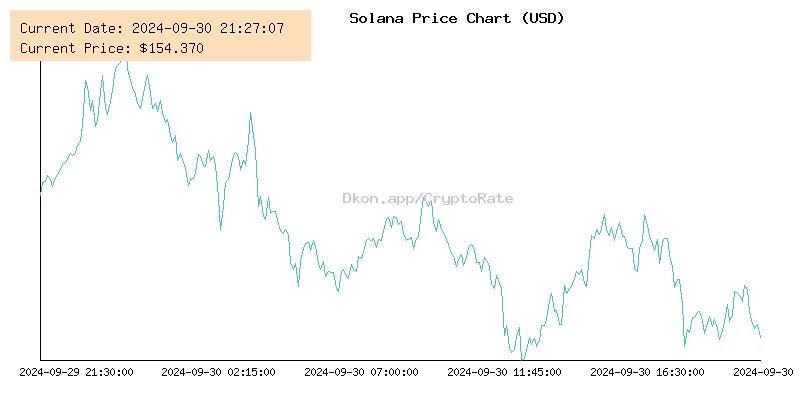 Solana Price Chart (USD)
Current Date: 2024-09-30 21:27:07
Current Price: $154.370
Dkon.app/CryptoRate
2024-09-29 21:30:00 2024-09-30 02:15:00 2024-09-30 07:00:00 2024-09-30 11:45:00 2024-09-30 16:30:00 2024-09-30